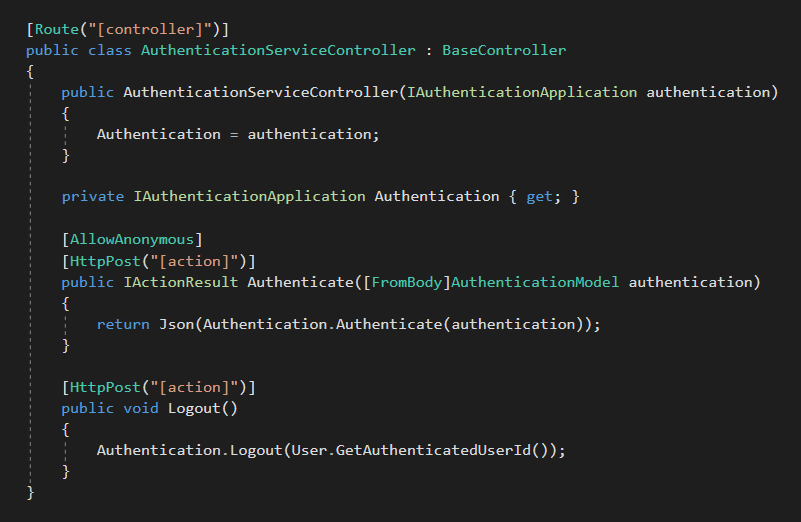 [Route("[controller]")]
public class AuthenticationServiceController : BaseController
{
    public AuthenticationServiceController(IAuthenticationApplication authentication)
    {
        Authentication = authentication;
    }

    private IAuthenticationApplication Authentication { get; }

    [AllowAnonymous]
    [HttpPost("[action]")]
    public IActionResult Authenticate([FromBody]AuthenticationModel authentication)
    {
        return Json(Authentication.Authenticate(authentication));
    }

    [HttpPost("[action]")]
    public void Logout()
    {
        Authentication.Logout(User.GetAuthenticatedUserId());
    }
}